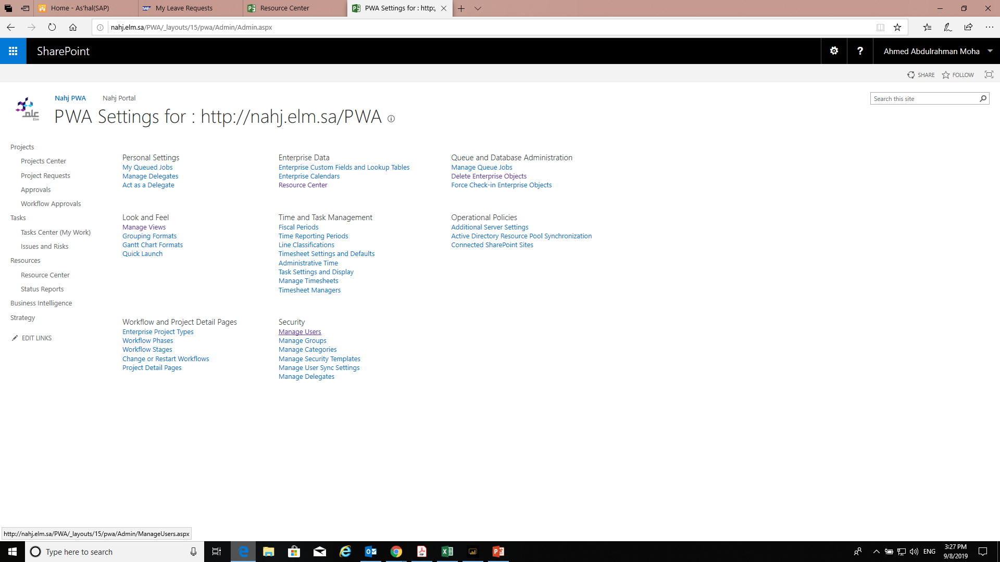 Home - As'hal(SAP)
My Leave Requests
Resource Center
PWA Settings for : http:
nahj.elm.sa/PWA/_layouts/15/pwa/Admin/Admin.aspx
SharePoint
Ahmed Abdulrahman Moha
SHARE
FOLLOW
علم
Elm
Nahj PWA
Nahj Portal
Search this site
PWA Settings for : http://nahj.elm.sa/PWA
Projects
Projects Center
Project Requests
Approvals
Workflow Approvals
Tasks
Tasks Center (My Work)
Issues and Risks
Resources
Resource Center
Status Reports
Business Intelligence
Strategy
EDIT LINKS
Personal Settings
My Queued Jobs
Manage Delegates
Act as a Delegate
Enterprise Data
Enterprise Custom Fields and Lookup Tables
Enterprise Calendars
Resource Center
Queue and Database Administration
Manage Queue Jobs
Delete Enterprise Objects
Force Check-in Enterprise Objects
Look and Feel
Manage Views
Grouping Formats
Gantt Chart Formats
Quick Launch
Time and Task Management
Fiscal Periods
Time Reporting Periods
Line Classifications
Timesheet Settings and Defaults
Administrative Time
Task Settings and Display
Manage Timesheets
Timesheet Managers
Operational Policies
Additional Server Settings
Active Directory Resource Pool Synchronization
Connected SharePoint Sites
Workflow and Project Detail Pages
Enterprise Project Types
Workflow Phases
Workflow Stages
Change or Restart Workflows
Project Detail Pages
Security
Manage Users
Manage Groups
Manage Categories
Manage Security Templates
Manage User Sync Settings
Manage Delegates
http://nahj.elm.sa/PWA/_layouts/15/pwa/Admin/ManageUsers.aspx
Type here to search
ENG
3:27 PM
9/8/2019